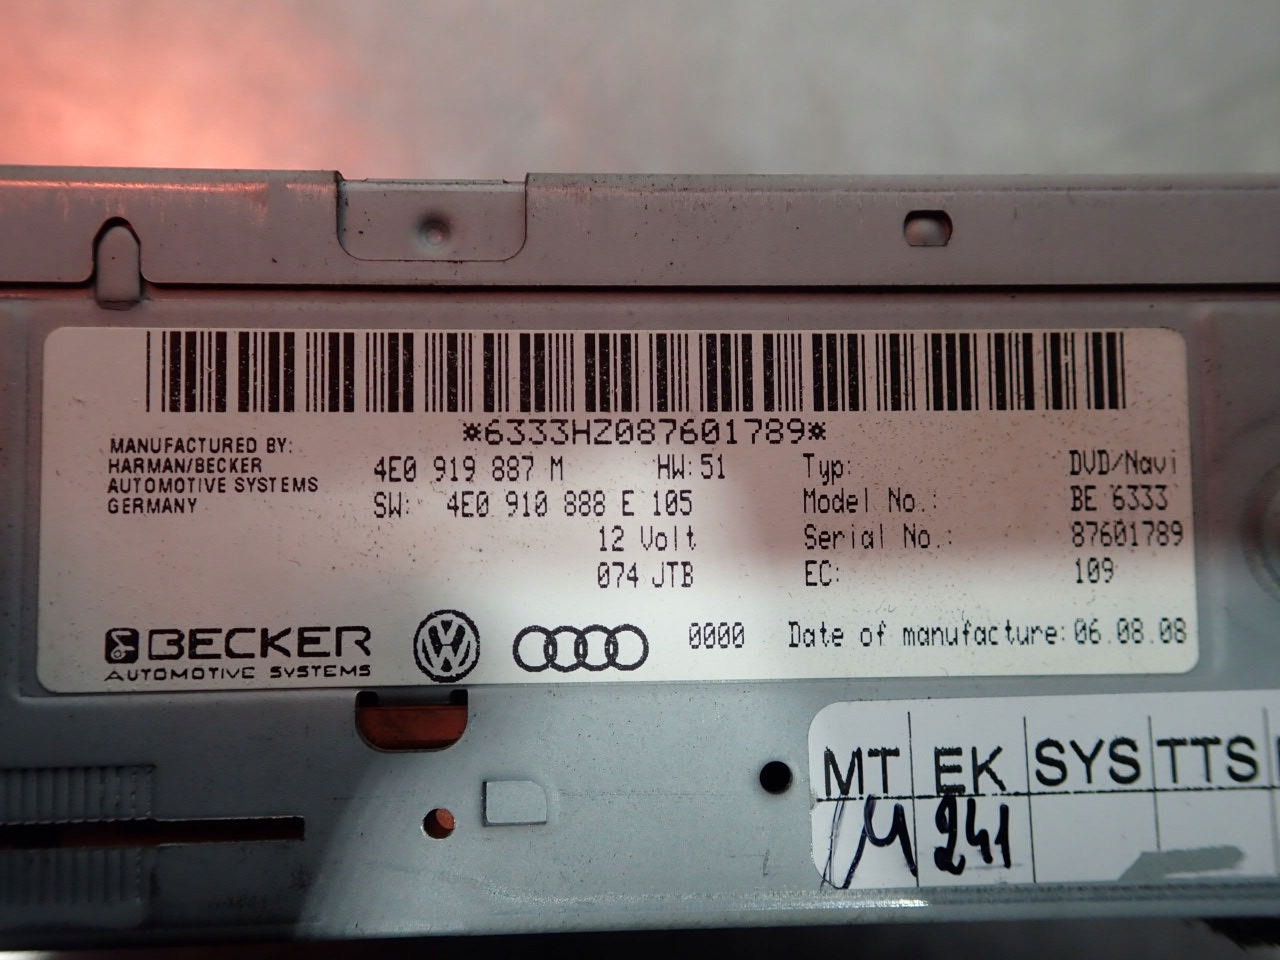 *6333HZ087601789*
MANUFACTURED BY:
HARMAN/BECKER
AUTOMOTIVE SYSTEMS
GERMANY
4E0 919 887 M HW:51
SW: 4E0 910 888 E 105
12 Volt
074 JTB
Typ: DVD/Navi
Model No.: BE 6333
Serial No.: 87601789
EC: 109
BECKER
AUTOMOTIVE SYSTEMS
0000 Date of manufacture: 06.08.08
MT EK SYS TTS
241